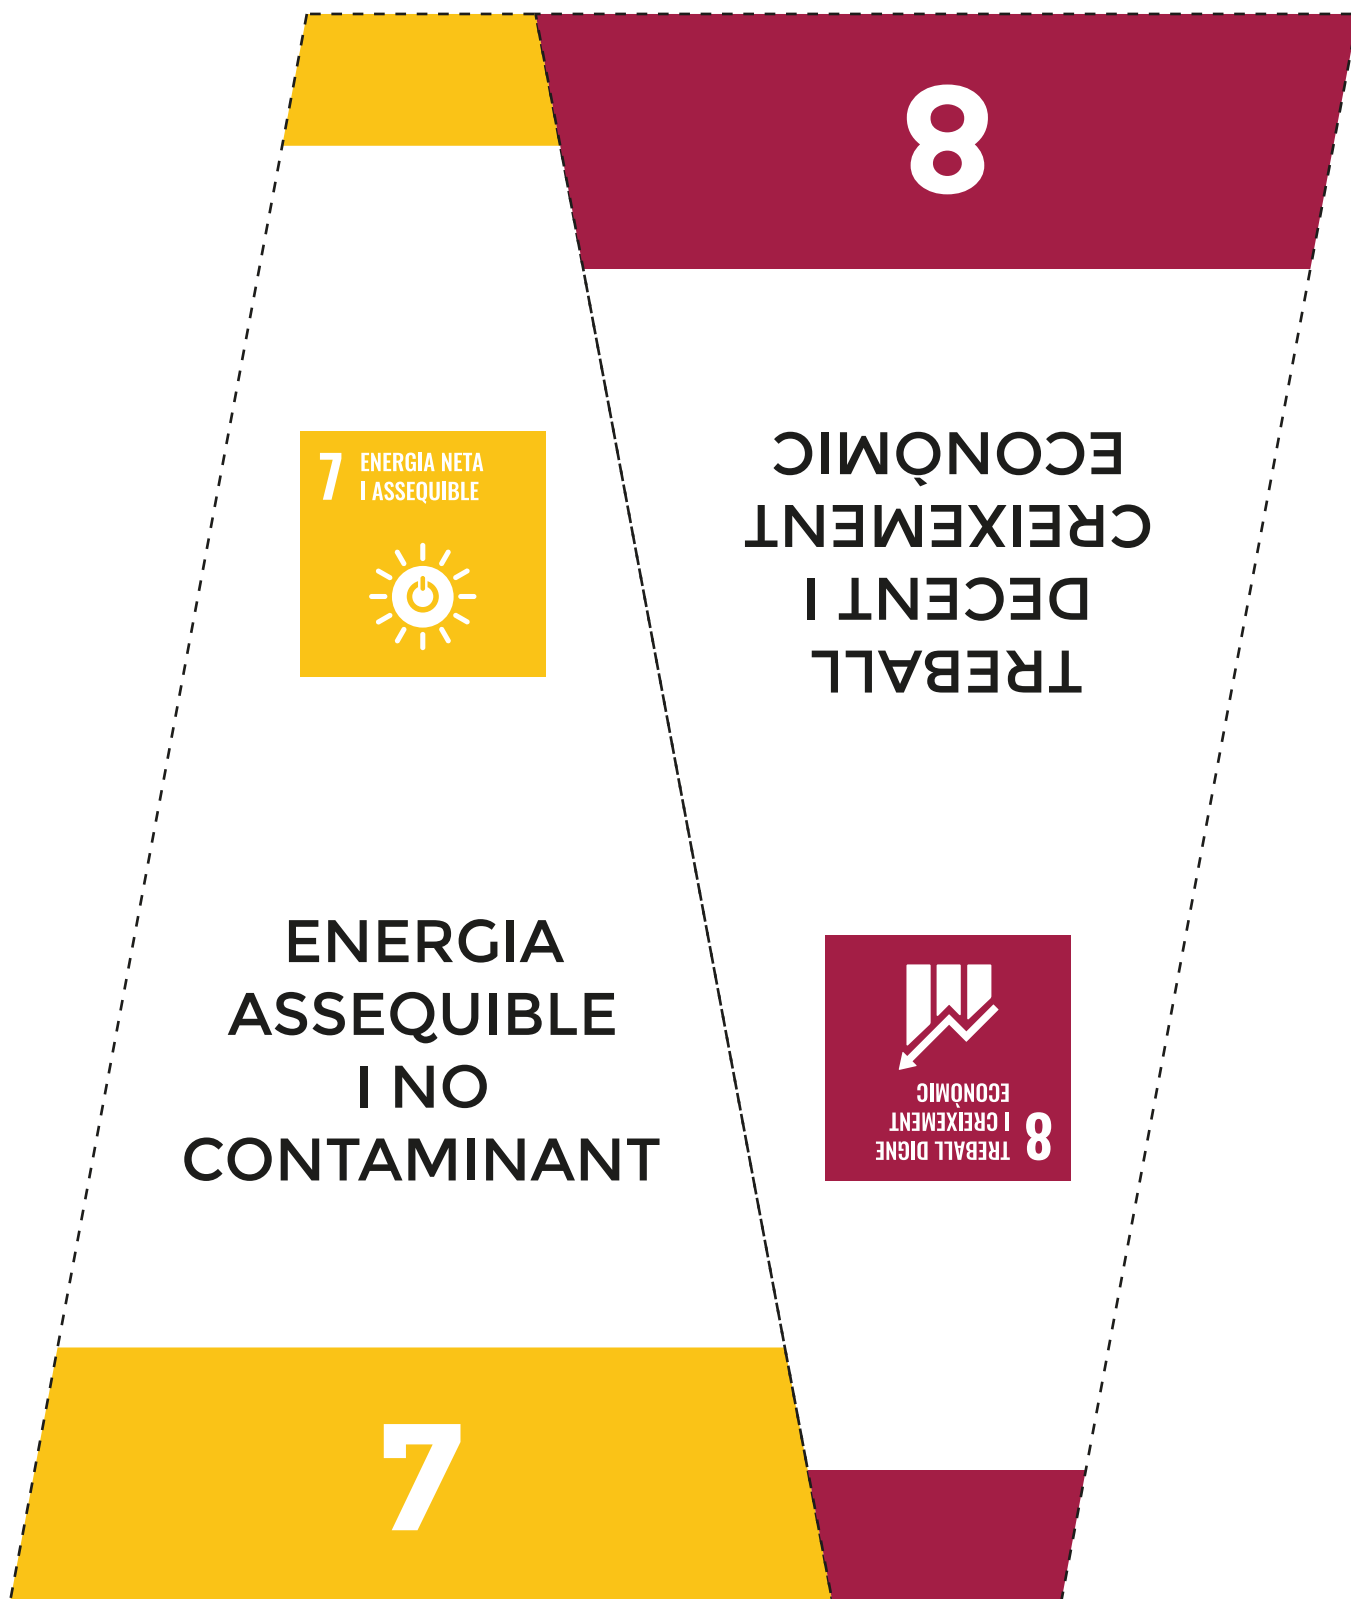 7 ENERGIA NETA
I ASSEQUIBLE
ENERGIA
ASSEQUIBLE
I NO
CONTAMINANT
7
8
TREBALL
DECENT I
CREIXEMENT
ECONÒMIC
8 TREBALL DIGNE
I CREIXEMENT
ECONÒMIC